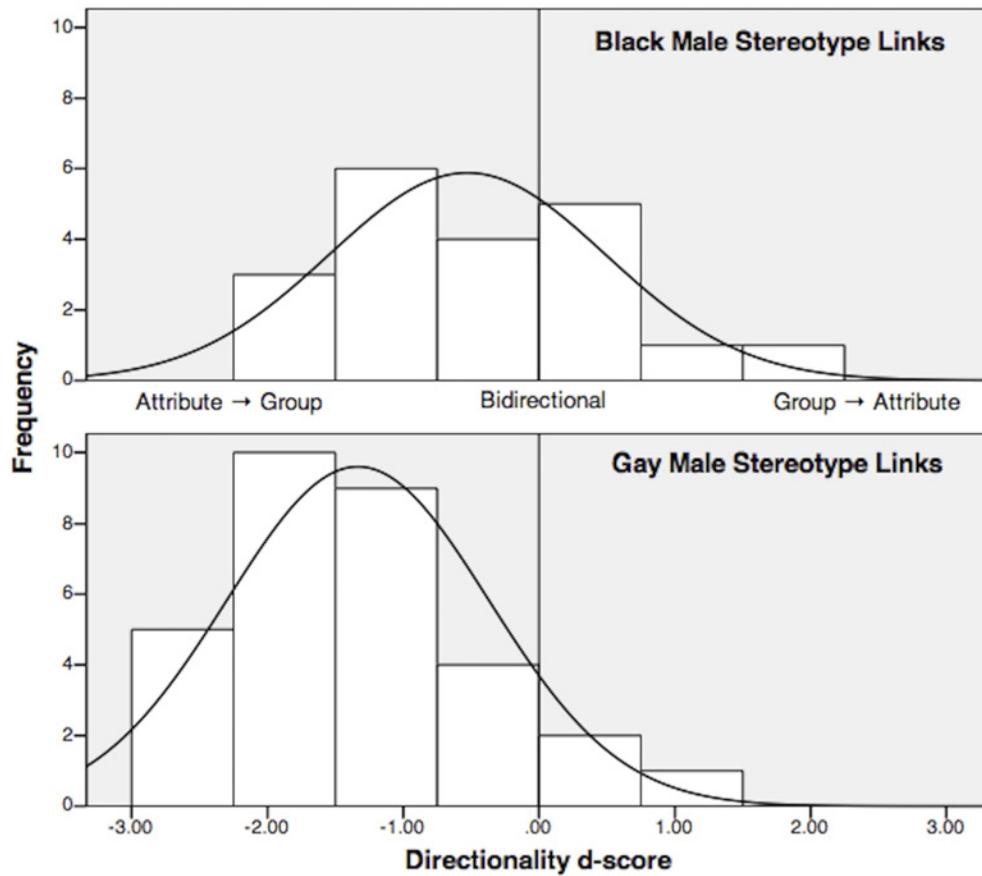 Black Male Stereotype Links
10
8
6
4
2
0
Attribute → Group Bidirectional Group → Attribute
Frequency
Gay Male Stereotype Links
10
8
6
4
2
0
-3.00 -2.00 -1.00 .00 1.00 2.00 3.00
Directionality d-score